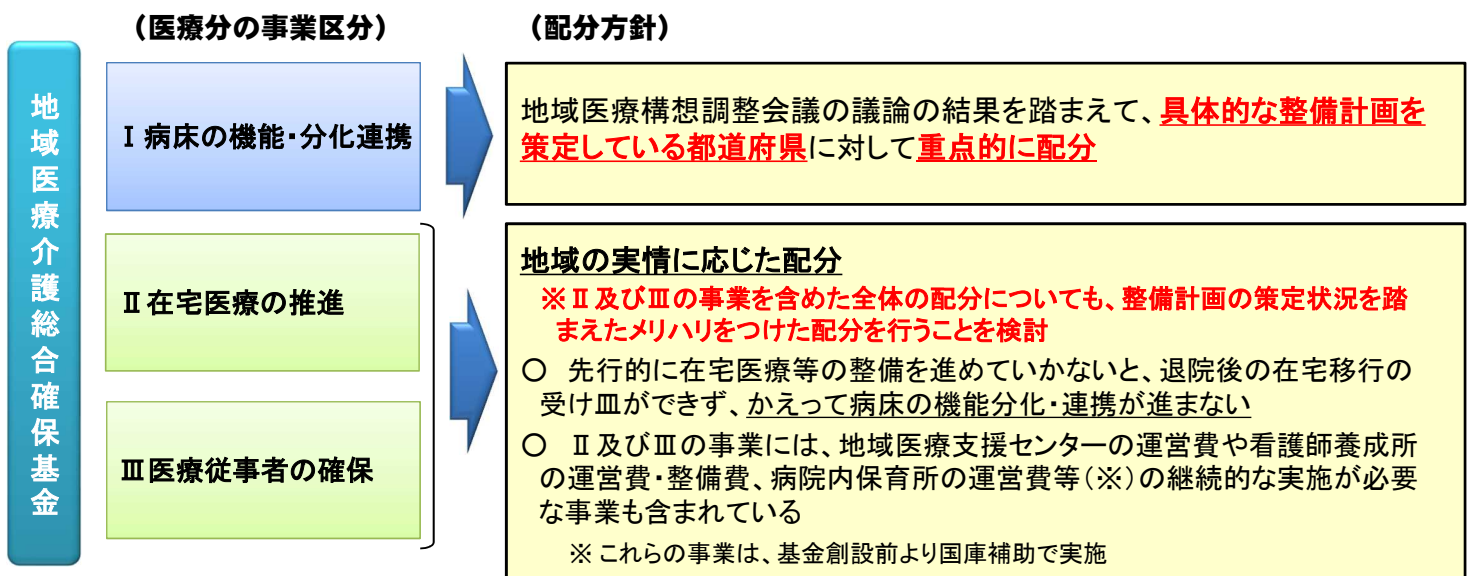 (医療分の事業区分)
(配分方針)
地域医療介護総合確保基金
Ⅰ 病床の機能・分化連携
地域医療構想調整会議の議論の結果を踏まえて、具体的な整備計画を
策定している都道府県に対して重点的に配分
Ⅱ 在宅医療の推進
Ⅲ 医療従事者の確保
地域の実情に応じた配分
※Ⅱ及びⅢの事業を含めた全体の配分についても、整備計画の策定状況を踏
まえたメリハリをつけた配分を行うことを検討
○ 先行的に在宅医療等の整備を進めていかないと、退院後の在宅移行の
受け皿ができず、かえって病床の機能分化・連携が進まない
○ Ⅱ及びⅢの事業には、地域医療支援センターの運営費や看護師養成所
の運営費・整備費、病院内保育所の運営費等(※)の継続的な実施が必要
な事業も含まれている
※ これらの事業は、基金創設前より国庫補助で実施